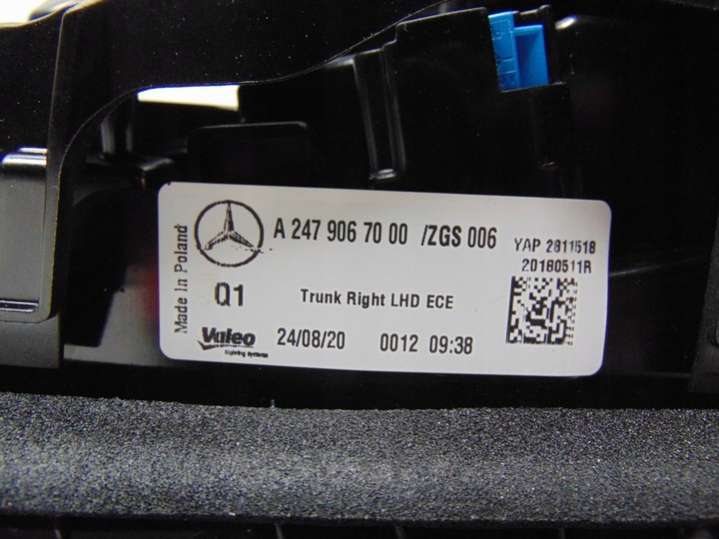 Made in Poland
A 247 906 70 00 /ZGS 006
YAP 2811518
20180511R
Q1
Trunk Right LHD ECE
Valeo
Lighting systems
24/08/20 0012 09:38